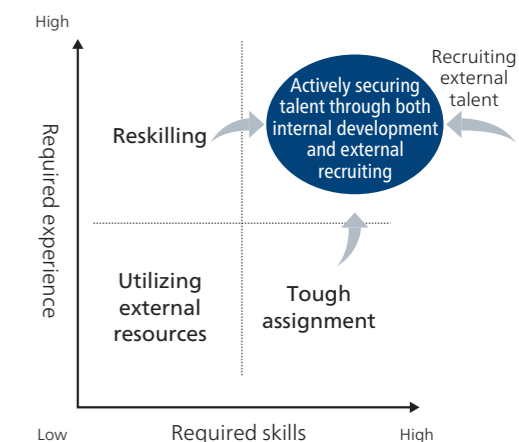 High
Recruiting
external
talent
Actively securing
talent through both
internal development
and external
recruiting
Reskilling
Required experience
Utilizing
external
resources
Tough
assignment
Low
Required skills
High